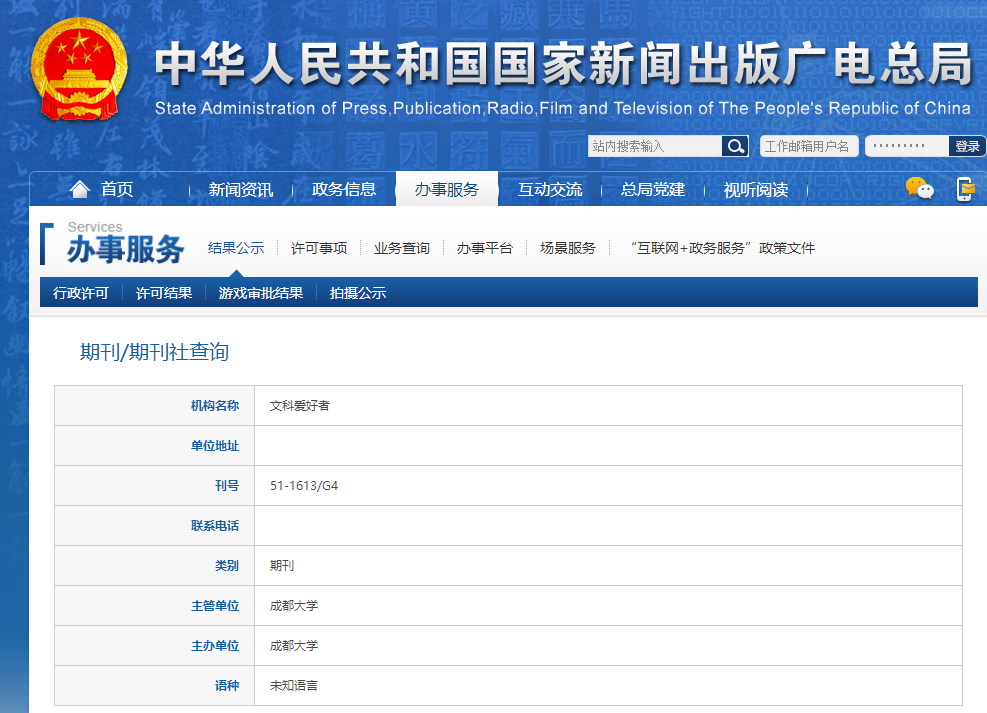 中华人民共和国国家新闻出版广电总局
State Administration of Press,Publication,Radio,Film and Television of The People's Republic of China
站内搜索输入 工作邮箱用户名 ········· 登录
首页 新闻资讯 政务信息 办事服务 互动交流 总局党建 视听阅读
Services
办事服务 结果公示 许可事项 业务查询 办事平台 场景服务 “互联网+政务服务”政策文件
行政许可 许可结果 游戏审批结果 拍摄公示
期刊/期刊社查询
机构名称 文科爱好者
单位地址
刊号 51-1613/G4
联系电话
类别 期刊
主管单位 成都大学
主办单位 成都大学
语种 未知语言